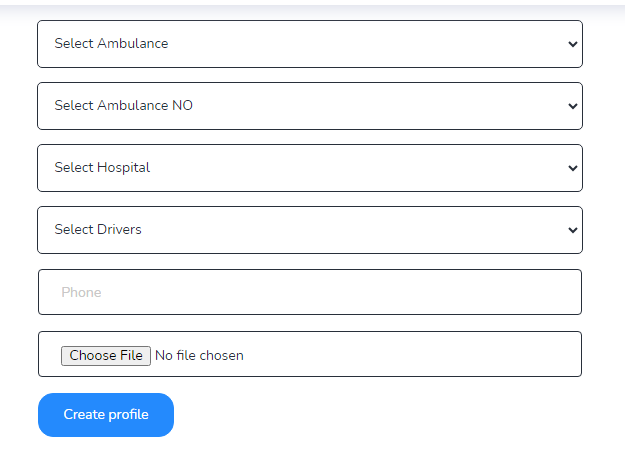 Select Ambulance
Select Ambulance NO
Select Hospital
Select Drivers
Phone
Choose File No file chosen
Create profile